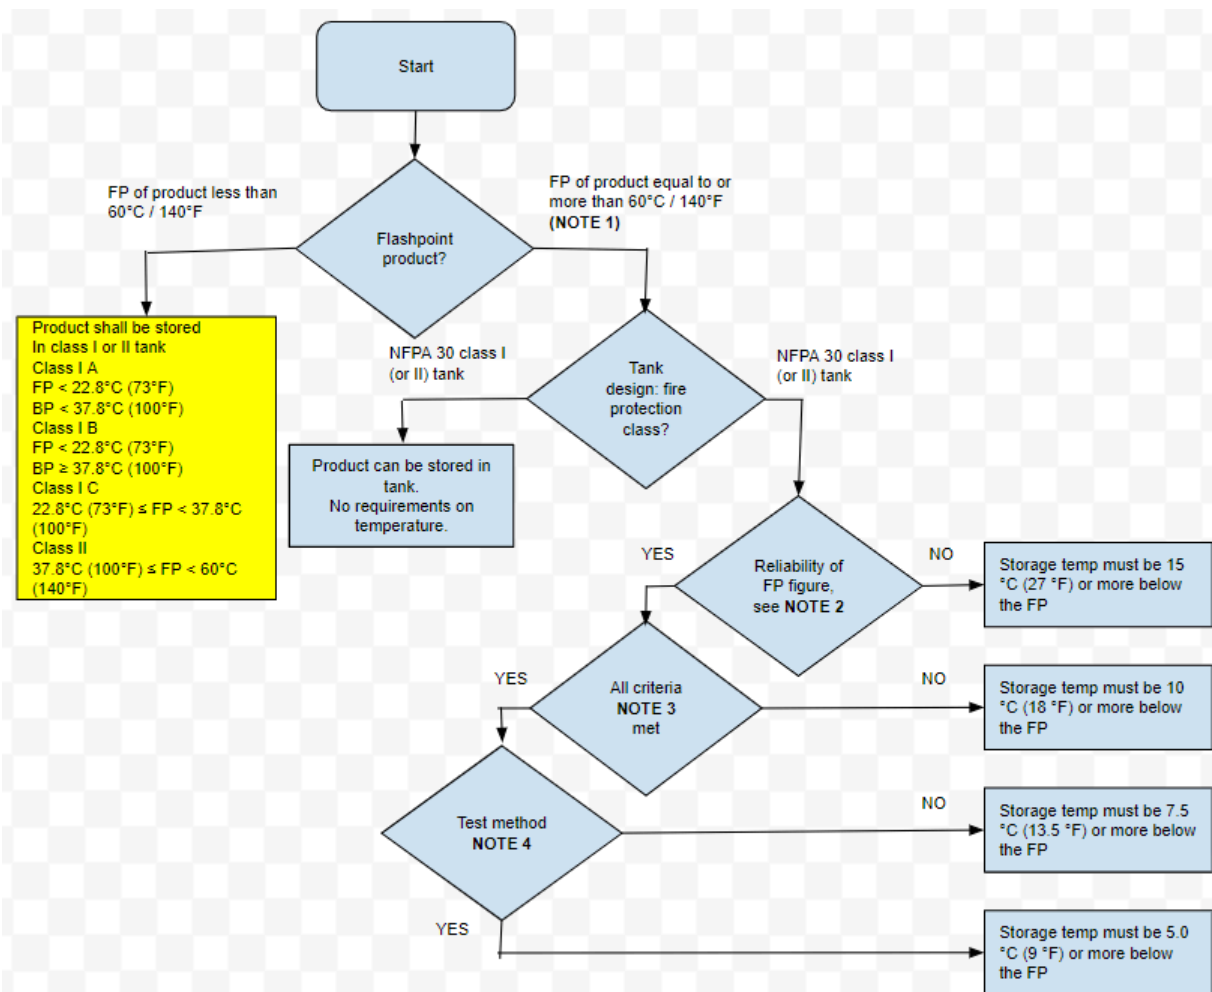 Start
FP of product less than
60°C / 140°F
FP of product equal to or
more than 60°C / 140°F
(NOTE 1)
Flashpoint
product?
Product shall be stored
In class I or II tank
Class I A
FP < 22.8°C (73°F)
BP < 37.8°C (100°F)
Class I B
FP < 22.8°C (73°F)
BP ≥ 37.8°C (100°F)
Class I C
22.8°C (73°F) ≤ FP < 37.8°C
(100°F)
Class II
37.8°C (100°F) ≤ FP < 60°C
(140°F)
NFPA 30 class I
(or II) tank
Tank
design: fire
protection
class?
NFPA 30 class I
(or II) tank
Product can be stored in
tank.
No requirements on
temperature.
YES
Reliability of
FP figure,
see NOTE 2
NO
Storage temp must be 15
°C (27 °F) or more below
the FP
YES
All criteria
NOTE 3
met
NO
Storage temp must be 10
°C (18 °F) or more below
the FP
Test method
NOTE 4
NO
Storage temp must be 7.5
°C (13.5 °F) or more below
the FP
YES
Storage temp must be 5.0
°C (9 °F) or more below
the FP